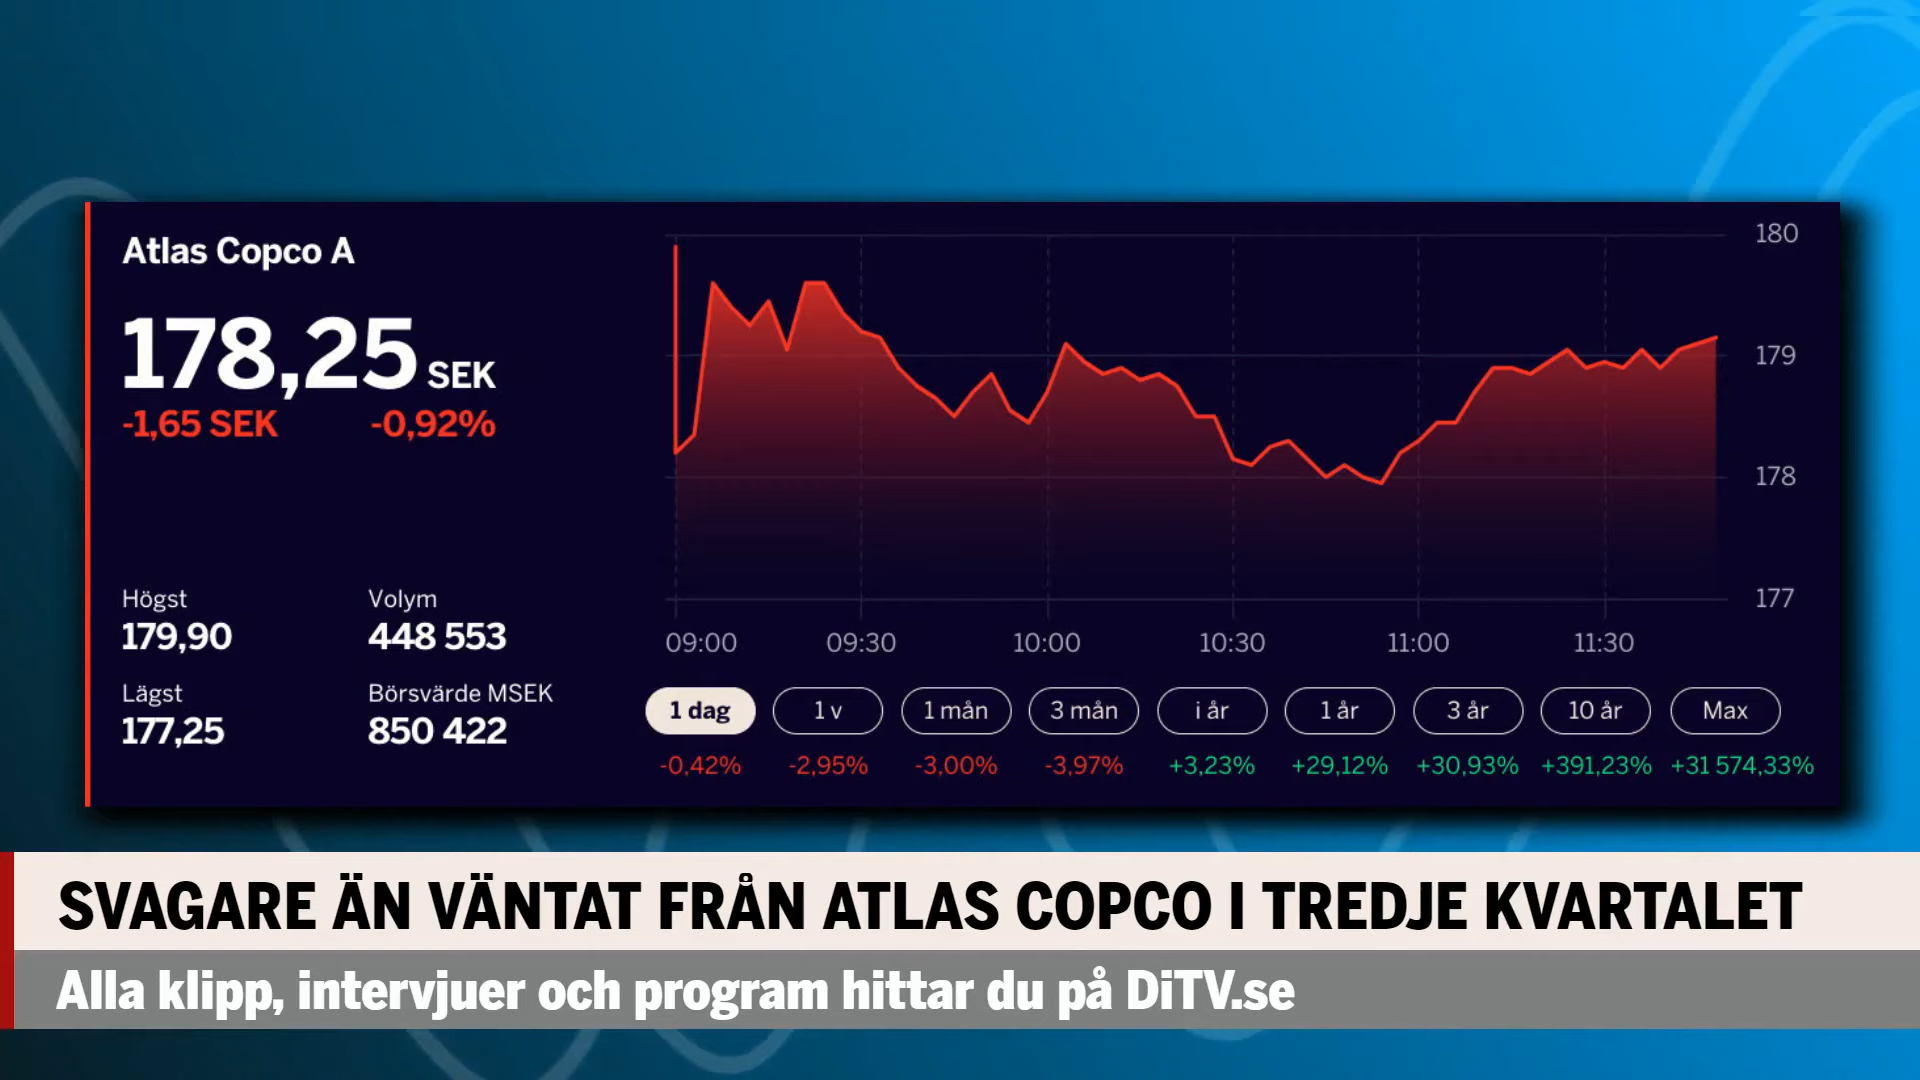 Atlas Copco A
178,25 SEK
-1,65 SEK -0,92%
Högst Volym
179,90 448 553
Lägst Börsvärde MSEK
177,25 850 422
180
179
178
177
09:00 09:30 10:00 10:30 11:00 11:30
1 dag 1 v 1 mån 3 mån i år 1 år 3 år 10 år Max
-0,42% -2,95% -3,00% -3,97% +3,23% +29,12% +30,93% +391,23% +31 574,33%
SVAGARE ÄN VÄNTAT FRÅN ATLAS COPCO I TREDJE KVARTALET
Alla klipp, intervjuer och program hittar du på DiTV.se